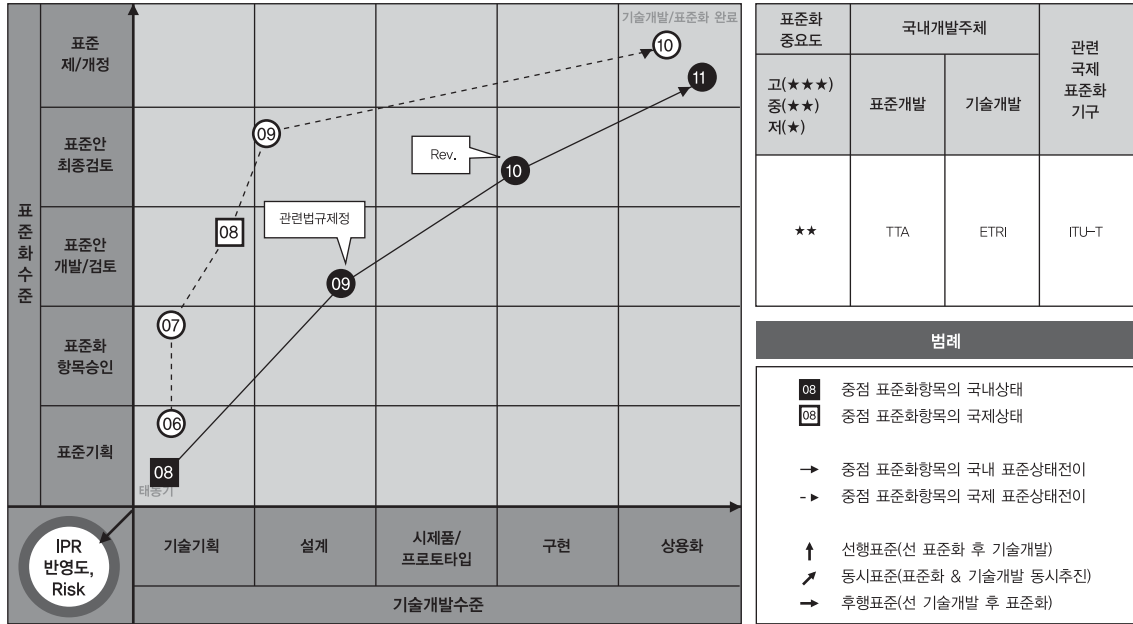 표준화수준
표준
제/개정
표준안
최종검토
표준안
개발/검토
표준화
항목승인
표준기획
기술개발/표준화 완료
10
11
09
Rev.
10
08
관련법규제정
09
07
06
08
태동기
IPR
반영도,
Risk
기술기획
설계
시제품/
프로토타입
구현
상용화
기술개발수준
표준화
중요도
국내개발주체
관련
국제
표준화
기구
고(★★★)
중(★★)
저(★)
표준개발
기술개발
★★
TTA
ETRI
ITU-T
범례
08 중점 표준화항목의 국내상태
08 중점 표준화항목의 국제상태
중점 표준화항목의 국내 표준상태전이
중점 표준화항목의 국제 표준상태전이
선행표준(선 표준화 후 기술개발)
동시표준(표준화 & 기술개발 동시추진)
후행표준(선 기술개발 후 표준화)